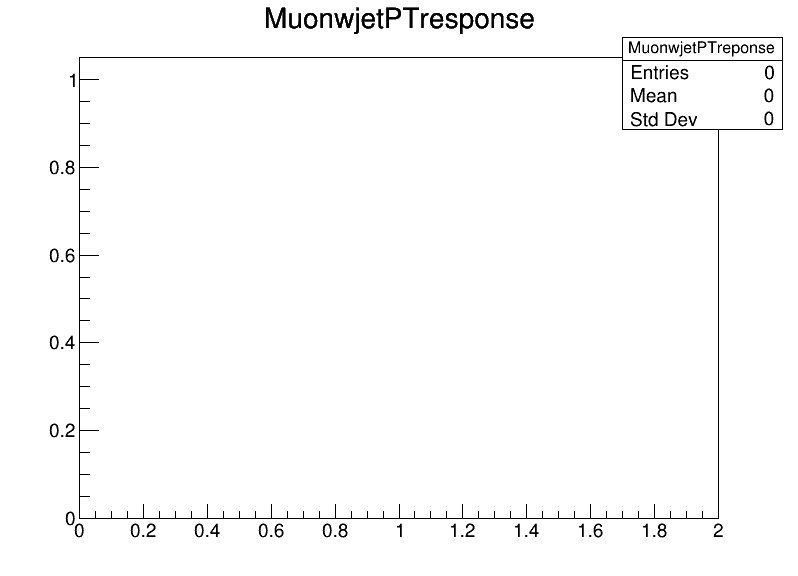 MuonwjetPTresponse
MuonwjetPTreponse
Entries 0
Mean 0
Std Dev 0
1
0.8
0.6
0.4
0.2
0
0 0.2 0.4 0.6 0.8 1 1.2 1.4 1.6 1.8 2